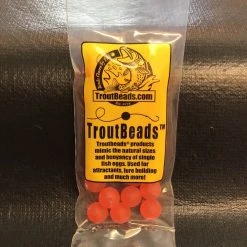 TroutBeads.com
TroutBeads™
Troutbeads® products
mimic the natural sizes
and buoyancy of single
fish eggs. Used for
attractants, lure building
and much more!